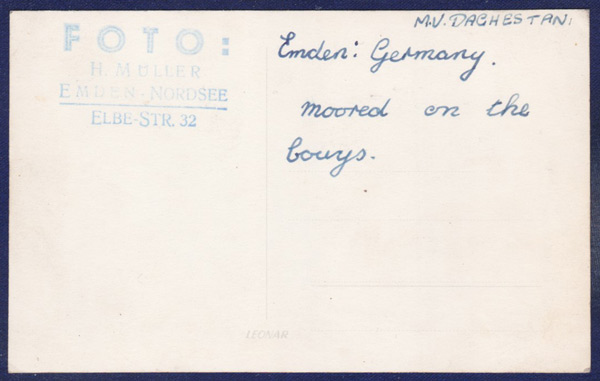 M.V. DAGHESTAN:
FOTO:
H. MÜLLER
EMDEN-NORDSEE
ELBE-STR. 32
Emden: Germany.
moored on the
bouys.
LEONAR